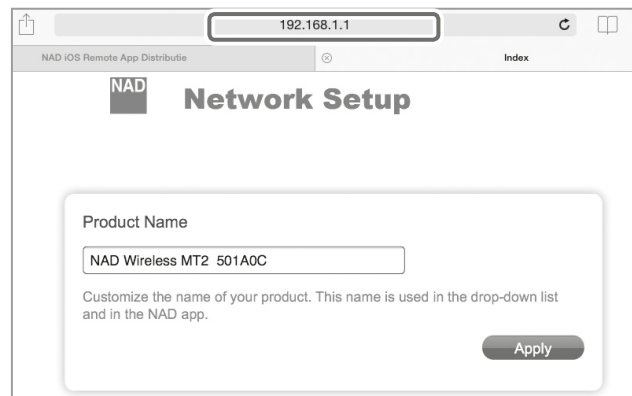 192.168.1.1
NAD iOS Remote App Distributie
Index
NAD
Network Setup
Product Name
NAD Wireless MT2 501A0C
Customize the name of your product. This name is used in the drop-down list
and in the NAD app.
Apply